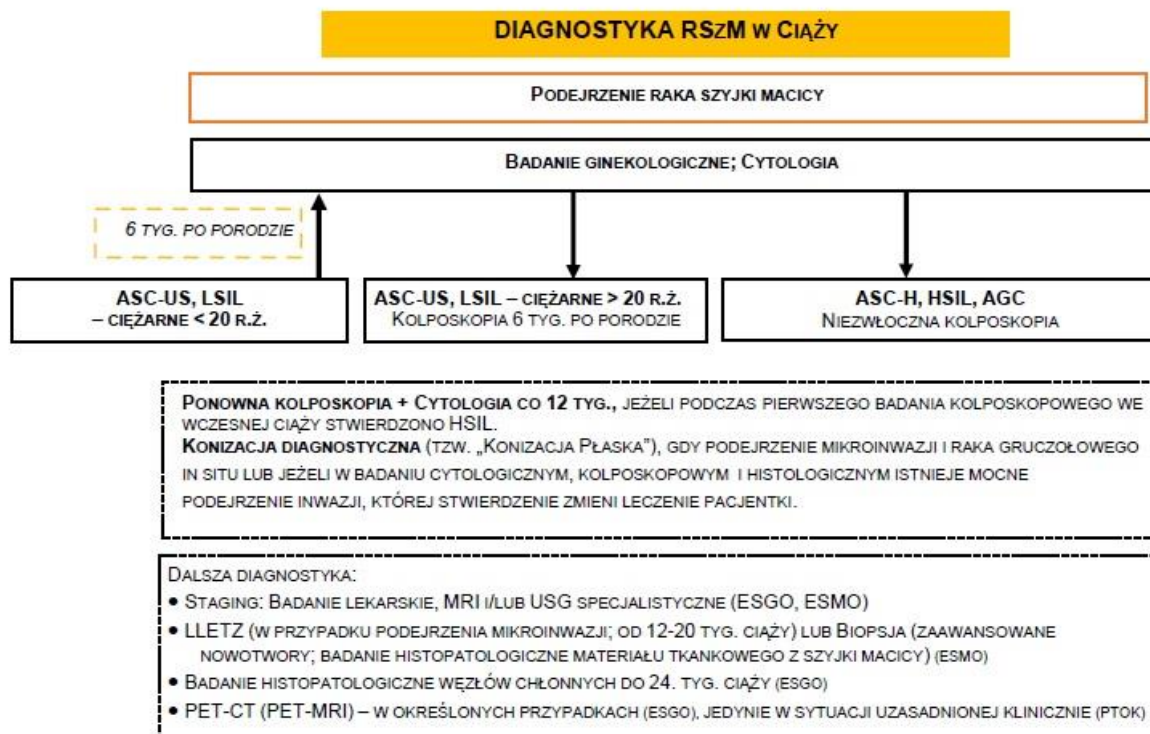 DIAGNOSTYKA RSZM W CIĄŻY
PODEJRZENIE RAKA SZYJKI MACICY
BADANIE GINEKOLOGICZNE; CYTOLOGIA
6 TYG. PO PORODZIE
ASC-US, LSIL
– CIĘŻARNE < 20 R.Ż.
ASC-US, LSIL – CIĘŻARNE > 20 R.Ż.
KOLPOSKOPIA 6 TYG. PO PORODZIE
ASC-H, HSIL, AGC
NIEZWŁOCZNA KOLPOSKOPIA
PONOWNA KOLPOSKOPIA + CYTOLOGIA CO 12 TYG., JEŻELI PODCZAS PIERWSZEGO BADANIA KOLPOSKOPOWEGO WE
WCZESNEJ CIĄŻY STWIERDZONO HSIL.
KONIZACJA DIAGNOSTYCZNA (TZW. „KONIZACJA PŁASKA”), GDY PODEJRZENIE MIKROINWAZJI I RAKA GRUCZOŁOWEGO
IN SITU LUB JEŻELI W BADANIU CYTOLOGICZNYM, KOLPOSKOPOWYM I HISTOLOGICZNYM ISTNIEJE MOCNE
PODEJRZENIE INWAZJI, KTÓREJ STWIERDZENIE ZMIENI LECZENIE PACJENTKI.
DALSZA DIAGNOSTYKA:
• STAGING: BADANIE LEKARSKIE, MRI I/LUB USG SPECJALISTYCZNE (ESGO, ESMO)
• LLETZ (W PRZYPADKU PODEJRZENIA MIKROINWAZJI; OD 12-20 TYG. CIĄŻY) LUB BIOPSJA (ZAAWANSOWANE
NOWOTWORY; BADANIE HISTOPATOLOGICZNE MATERIAŁU TKANKOWEGO Z SZYJKI MACICY) (ESMO)
• BADANIE HISTOPATOLOGICZNE WĘZŁÓW CHŁONNYCH DO 24. TYG. CIĄŻY (ESGO)
• PET-CT (PET-MRI) – W OKREŚLONYCH PRZYPADKACH (ESGO), JEDYNIE W SYTUACJI UZASADNIONEJ KLINICZNIE (PTOK)